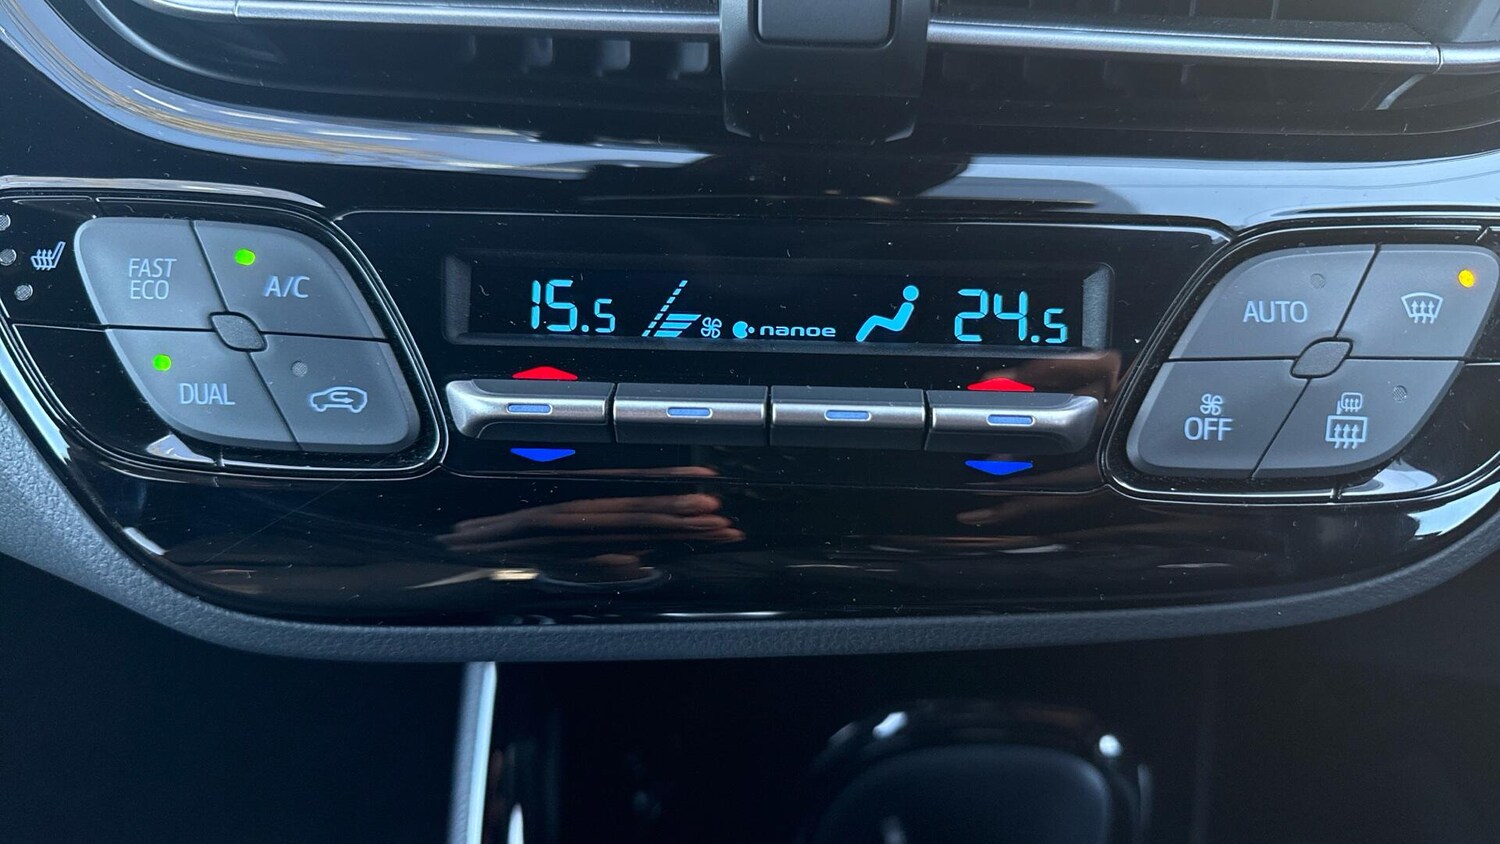 FAST
ECO
A/C
DUAL
15.5
nanoe
24.5
AUTO
OFF